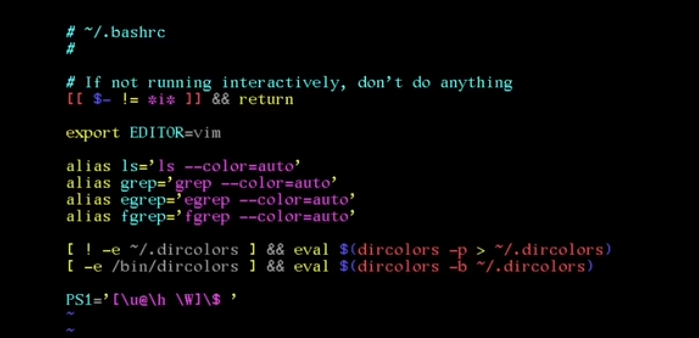 # ~/.bashrc
#
# If not running interactively, don't do anything
[[ $- != *i* ]] && return
export EDITOR=vim
alias ls='ls --color=auto'
alias grep='grep --color=auto'
alias egrep='egrep --color=auto'
alias fgrep='fgrep --color=auto'
[ ! -e ~/.dircolors ] && eval $(dircolors -p > ~/.dircolors)
[ -e /bin/dircolors ] && eval $(dircolors -b ~/.dircolors)
PS1='[\u@\h \W]\$ '
~
~